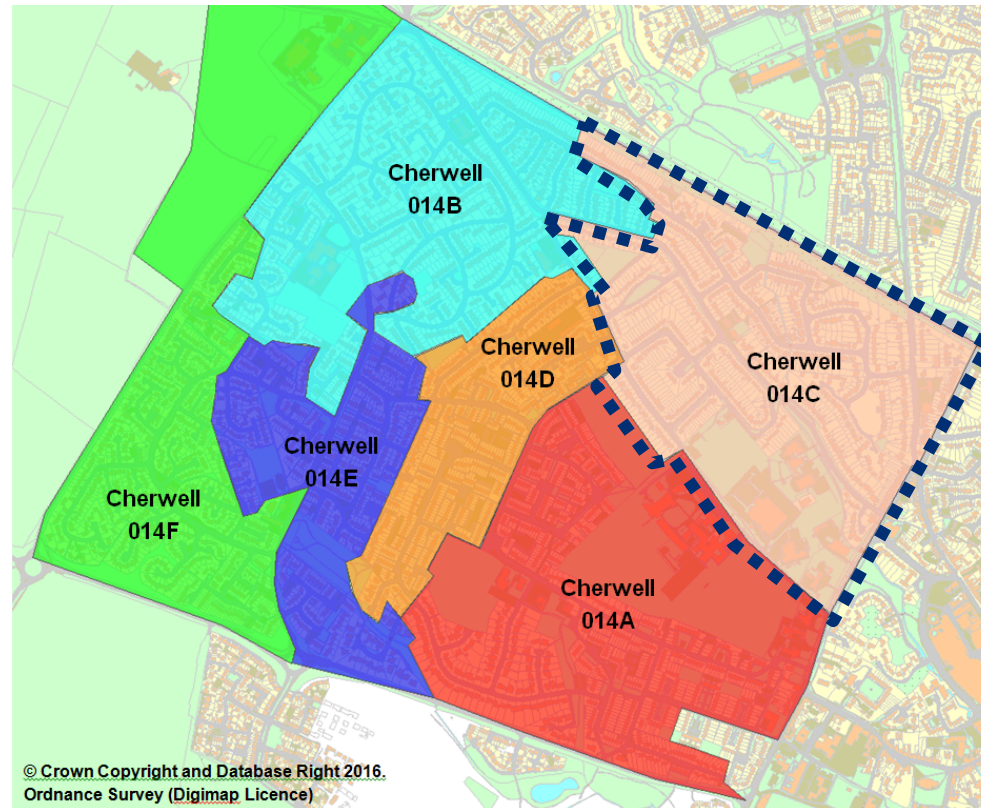 Cherwell
014B
Cherwell
014D
Cherwell
014C
Cherwell
014E
Cherwell
014F
Cherwell
014A
© Crown Copyright and Database Right 2016.
Ordnance Survey (Digimap Licence)